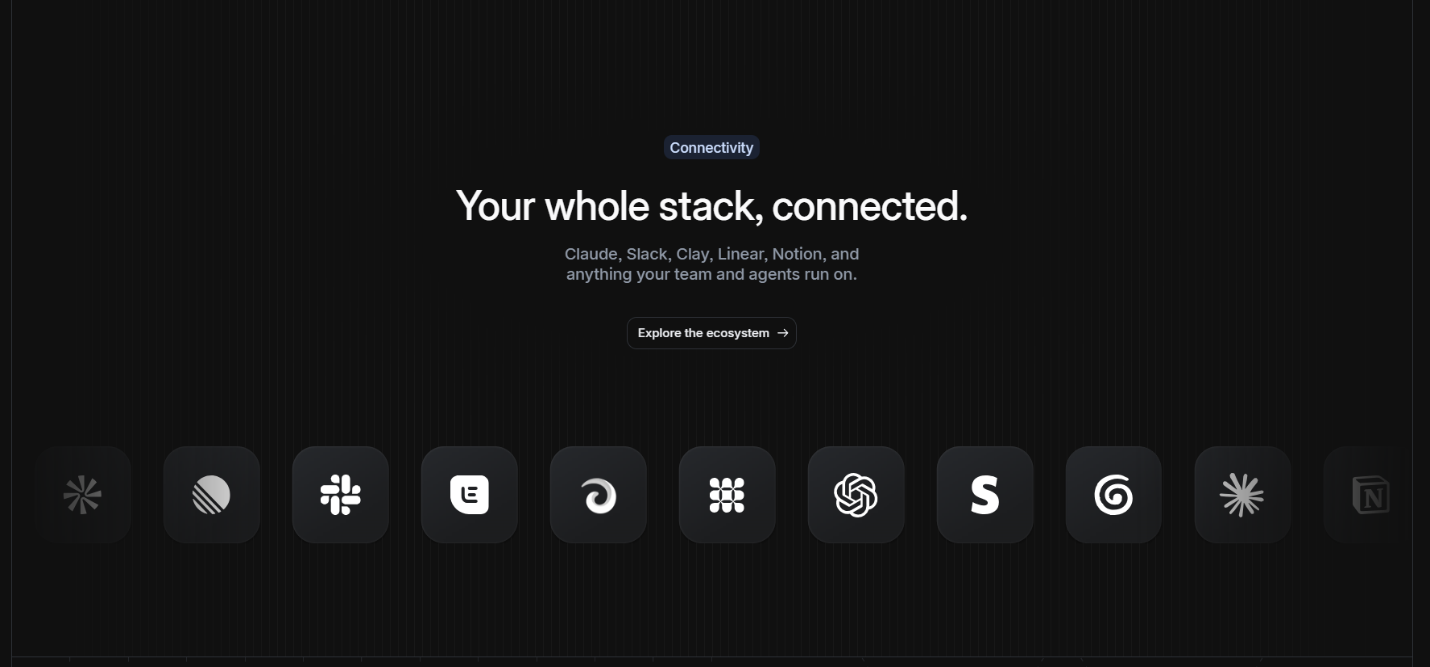 Connectivity
Your whole stack, connected.
Claude, Slack, Clay, Linear, Notion, and
anything your team and agents run on.
Explore the ecosystem →